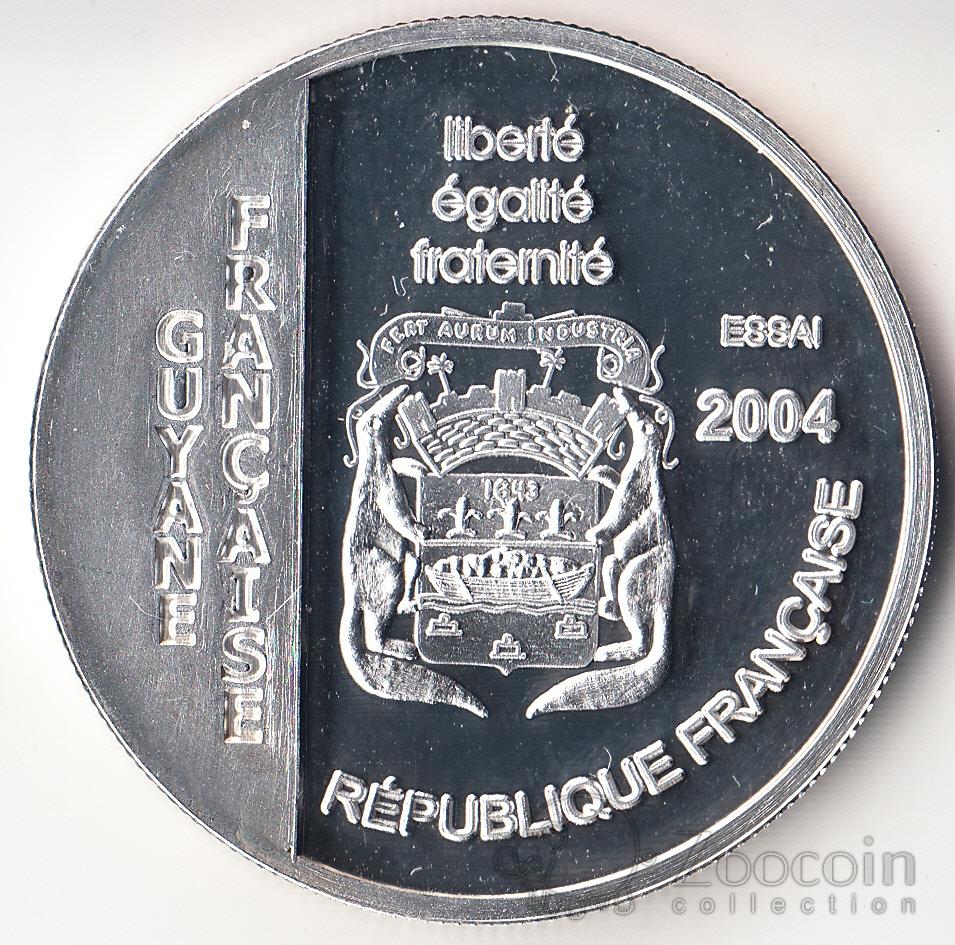 liberté
égalité
fraternité
GUYANE
FRANÇAISE
FERT AURUM INDUSTRIA
ESSAI
2004
1643
RÉPUBLIQUE FRANÇAISE
Zoocoin
collection